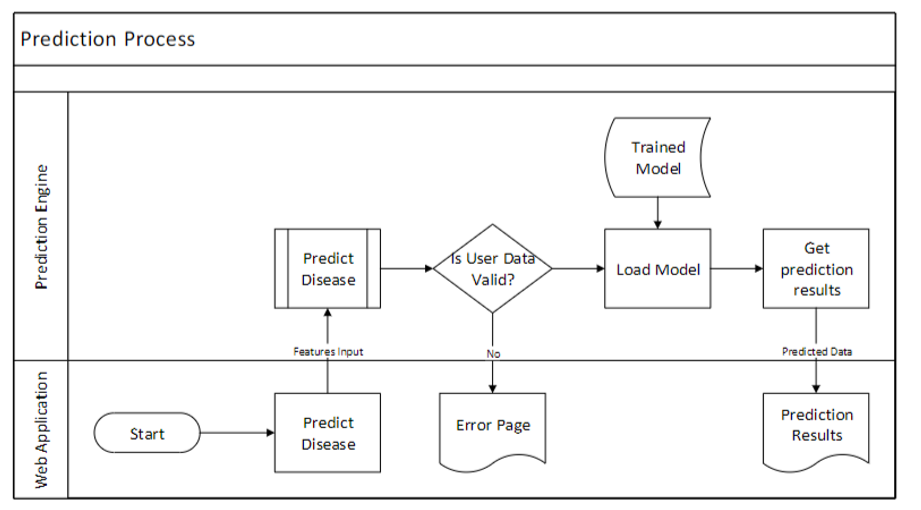 Prediction Process
Prediction Engine
Trained
Model
Predict
Disease
Is User Data
Valid?
Load Model
Get
prediction
results
Features Input
No
Predicted Data
Web Application
Start
Predict
Disease
Error Page
Prediction
Results